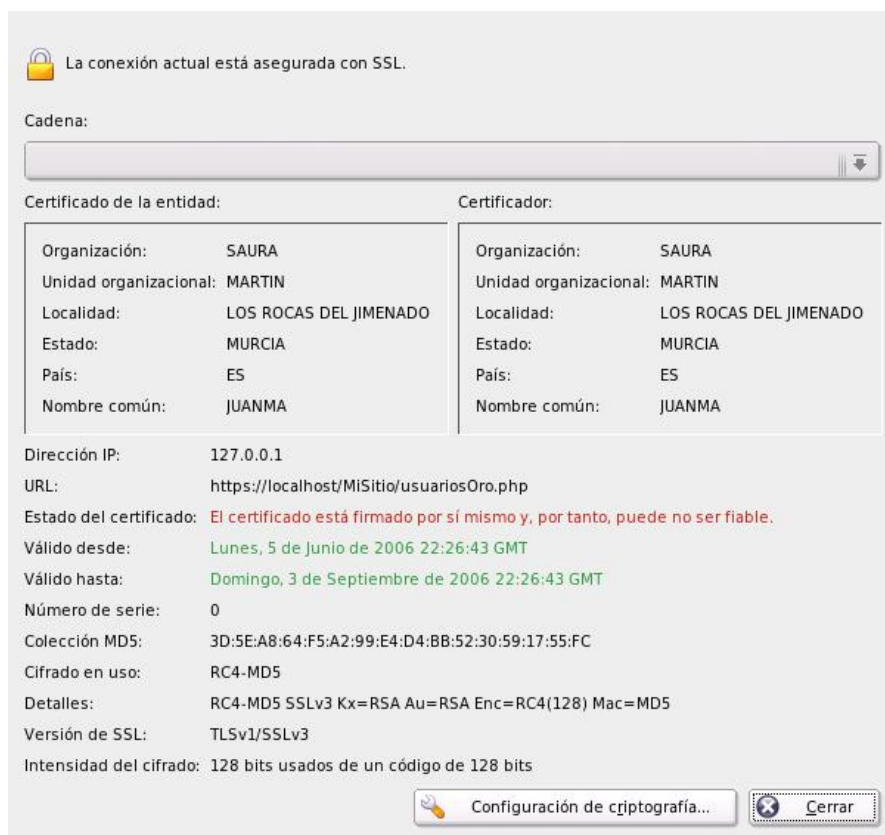 La conexión actual está asegurada con SSL.
Cadena:
Certificado de la entidad:
Organización: SAURA
Unidad organizacional: MARTIN
Localidad: LOS ROCAS DEL JIMENADO
Estado: MURCIA
País: ES
Nombre común: JUANMA
Certificador:
Organización: SAURA
Unidad organizacional: MARTIN
Localidad: LOS ROCAS DEL JIMENADO
Estado: MURCIA
País: ES
Nombre común: JUANMA
Dirección IP: 127.0.0.1
URL: https://localhost/MiSitio/usuariosOro.php
Estado del certificado: El certificado está firmado por sí mismo y, por tanto, puede no ser fiable.
Válido desde: Lunes, 5 de Junio de 2006 22:26:43 GMT
Válido hasta: Domingo, 3 de Septiembre de 2006 22:26:43 GMT
Número de serie: 0
Colección MD5: 3D:5E:A8:64:F5:A2:99:E4:D4:BB:52:30:59:17:55:FC
Cifrado en uso: RC4-MD5
Detalles: RC4-MD5 SSLv3 Kx=RSA Au=RSA Enc=RC4(128) Mac=MD5
Versión de SSL: TLSv1/SSLv3
Intensidad del cifrado: 128 bits usados de un código de 128 bits
Configuración de criptografía... Cerrar